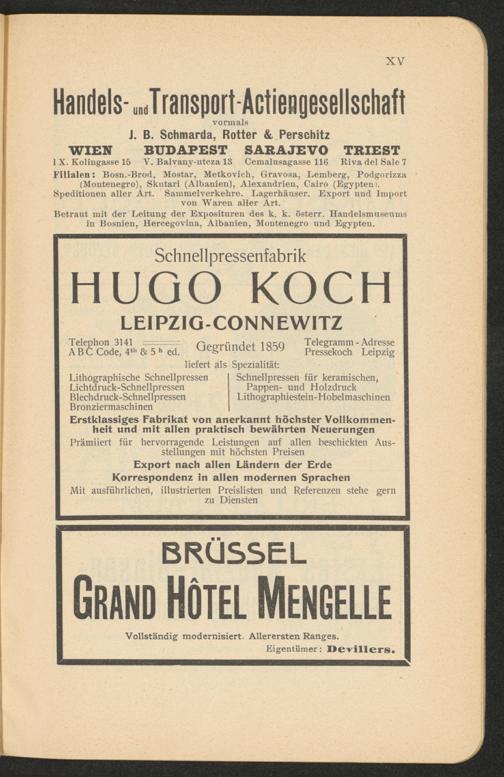 XV
Handels- und Transport-Actiengesellschaft
vormals
J. B. Schmarda, Rotter & Perschitz
WIEN BUDAPEST SARAJEVO TRIEST
IX. Kolingasse 15 V. Balvany-uteza 13 Cemalusagasse 116 Riva del Sale 7
Filialen: Bosn.-Brod, Mostar, Metkovich, Gravosa, Lemberg, Podgorizza
(Montenegro), Skutari (Albanien), Alexandrien, Cairo (Egypten).
Speditionen aller Art. Sammelverkehre. Lagerhäuser. Export und Import
von Waren aller Art.
Betraut mit der Leitung der Expositionen des k. k. österr. Handelsmuseums
in Bosnien, Hercegovina, Albanien, Montenegro und Egypten.
Schnellpressenfabrik
HUGO KOCH
LEIPZIG-CONNEWITZ
Telephon 3141
ABC Code, 4th & 5h ed.
Gegründet 1859
Telegramm-Adresse
Pressekoch Leipzig
liefert als Spezialität:
Lithographische Schnellpressen
Lichtdruck-Schnellpressen
Blechdruck-Schnellpressen
Bronziermaschinen
Schnellpressen für keramischen,
Pappen- und Holzdruck
Lithographiestein-Hobelmaschinen
Erstklassiges Fabrikat von anerkannt höchster Vollkommen-
heit und mit allen praktisch bewährten Neuerungen
Prämiiert für hervorragende Leistungen auf allen beschickten Aus-
stellungen mit höchsten Preisen
Export nach allen Ländern der Erde
Korrespondenz in allen modernen Sprachen
Mit ausführlichen, illustrierten Preislisten und Referenzen stehe gern
zu Diensten
BRÜSSEL
GRAND HÔTEL MENGELLE
Vollständig modernisiert. Allerersten Ranges.
Eigentümer: Devillers.